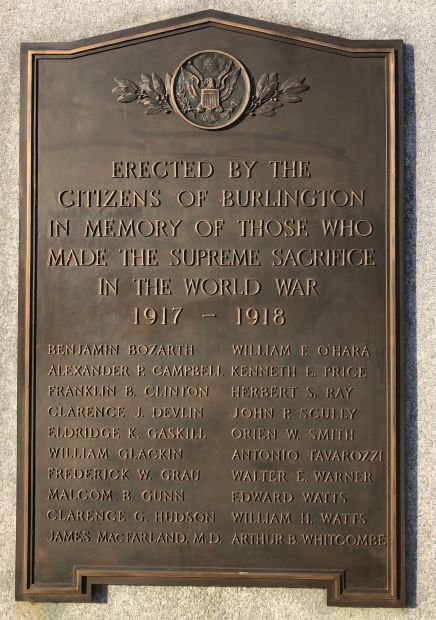 ERECTED BY THE
CITIZENS OF BURLINGTON
IN MEMORY OF THOSE WHO
MADE THE SUPREME SACRIFICE
IN THE WORLD WAR
1917 - 1918
BENJAMIN BOZARTH
ALEXANDER P. CAMPBELL
FRANKLIN B. CLINTON
CLARENCE J. DEVLIN
ELDRIDGE K. GASKILL
WILLIAM GLACKIN
FREDERICK W. GRAU
MALCOM B. GUNN
CLARENCE G. HUDSON
JAMES MACFARLAND, M.D.
WILLIAM F. O'HARA
KENNETH E. PRICE
HERBERT S. RAY
JOHN P. SCULLY
ORIEN W. SMITH
ANTONIO TAVAROZZI
WALTER E. WARNER
EDWARD WATTS
WILLIAM H. WATTS
ARTHUR B. WHITCOMBE